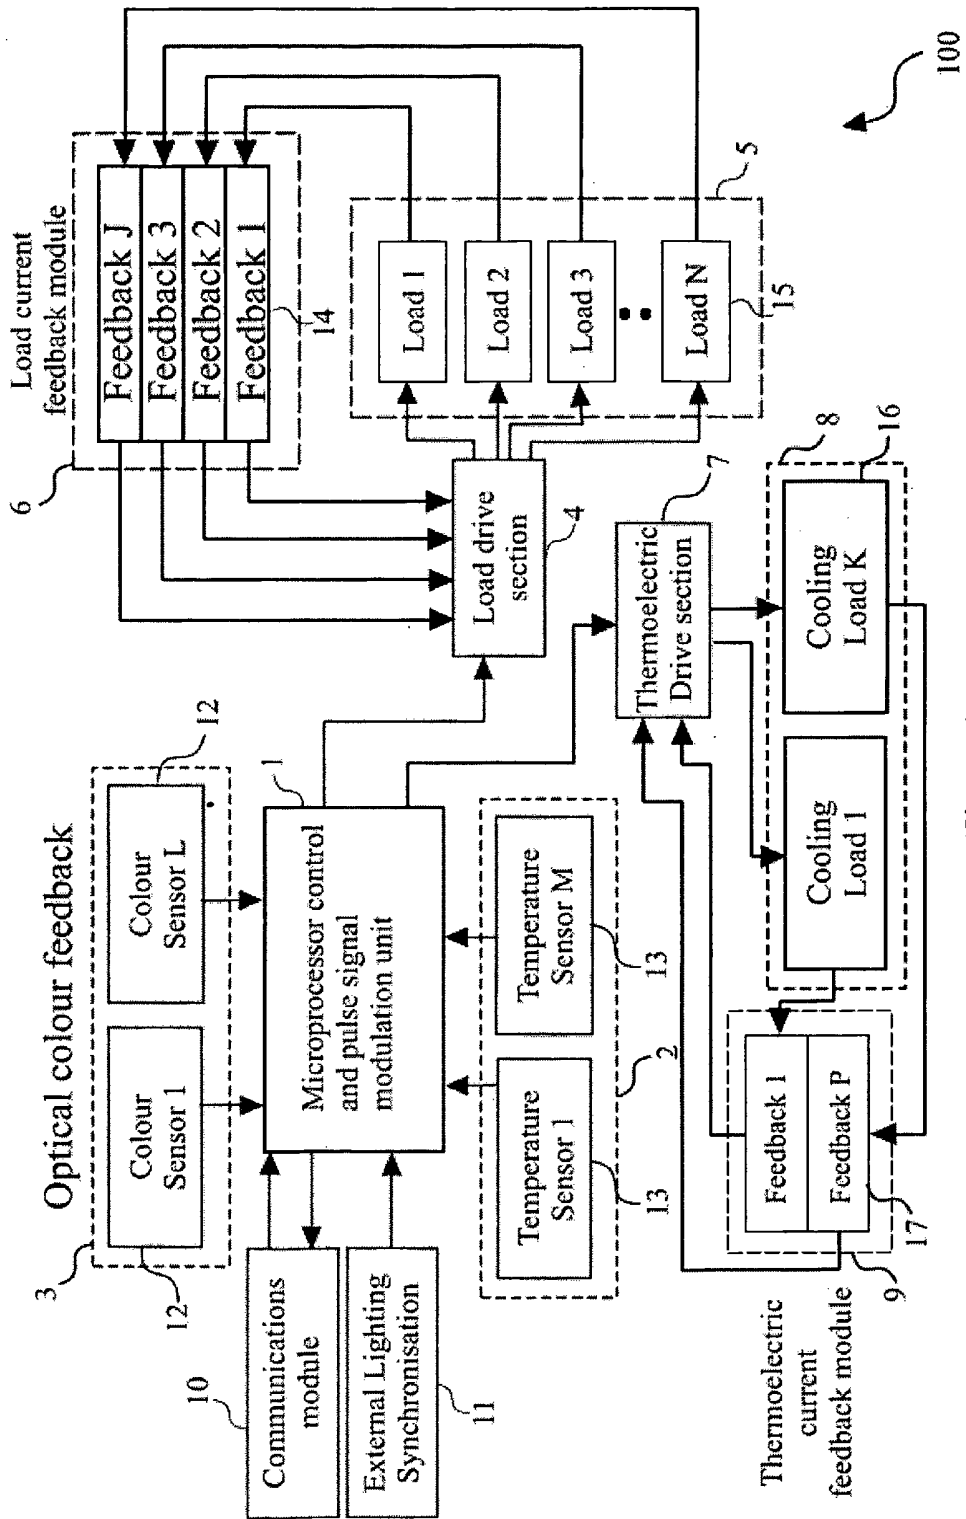 Optical colour feedback
3
12
Colour
Sensor 1
Colour
Sensor L
12
Load current
feedback module
6
Feedback J
Feedback 3
Feedback 2
Feedback 1
14
10
Communications
module
External Lighting
Synchronisation
11
1
Microprocessor control
and pulse signal
modulation unit
Load drive
section
4
Load 1
Load 2
Load 3
Load N
5
15
Temperature
Sensor 1
Temperature
Sensor M
13
13
2
Thermoelectric
Drive section
7
Cooling
Load 1
Cooling
Load K
8
16
Feedback 1
Feedback P
17
9
Thermoelectric
current
feedback module
100